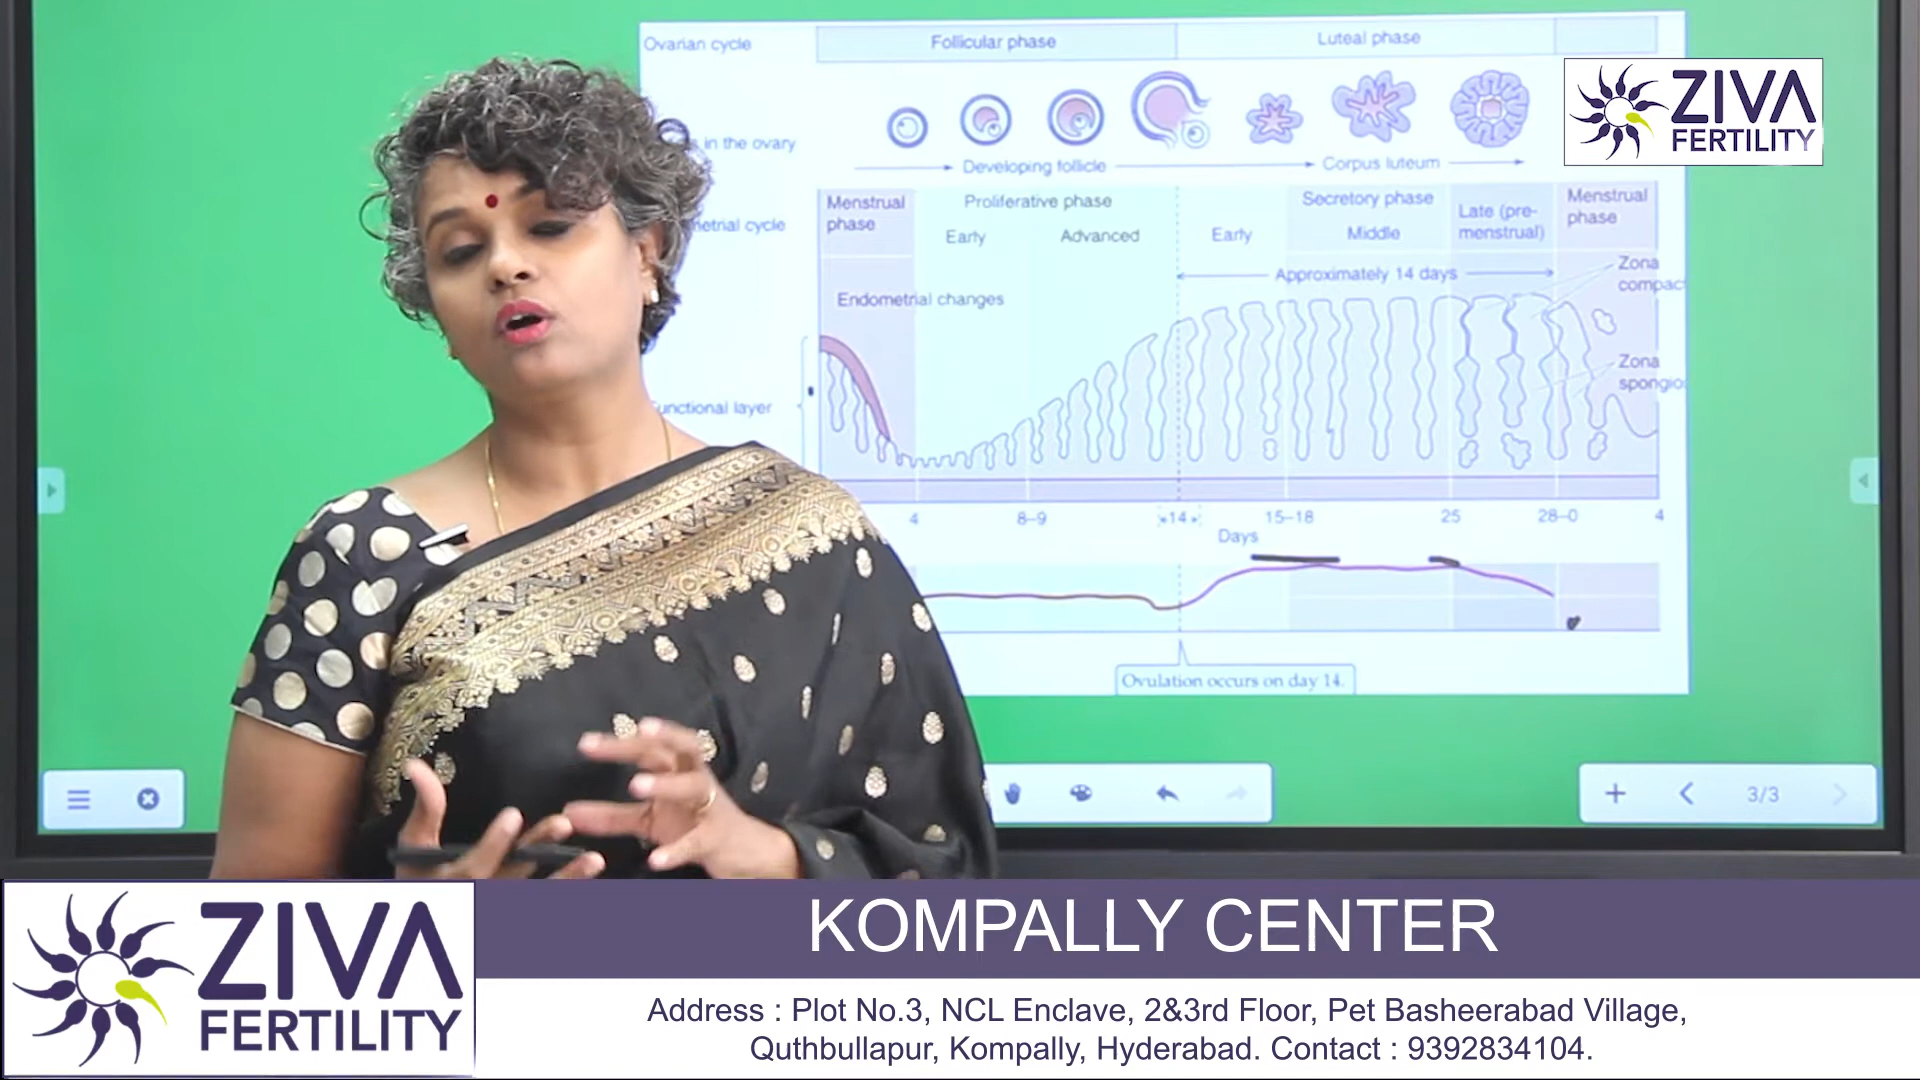 Ovarian cycle
Follicular phase
Luteal phase
ZIVA
FERTILITY
in the ovary
Developing follicle
Corpus luteum
cycle
Menstrual
phase
Proliferative phase
Early
Advanced
Early
Secretory phase
Middle
Late (pre-
menstrual)
Menstrual
phase
Approximately 14 days
Endometrial changes
Zona
compac
Zona
spongio
layer
4
8–9
14
15–18
25
28–0
4
Days
Ovulation occurs on day 14.
3/3
ZIVA
FERTILITY
KOMPALLY CENTER
Address : Plot No.3, NCL Enclave, 2&3rd Floor, Pet Basheerabad Village,
Quthbullapur, Kompally, Hyderabad. Contact : 9392834104.